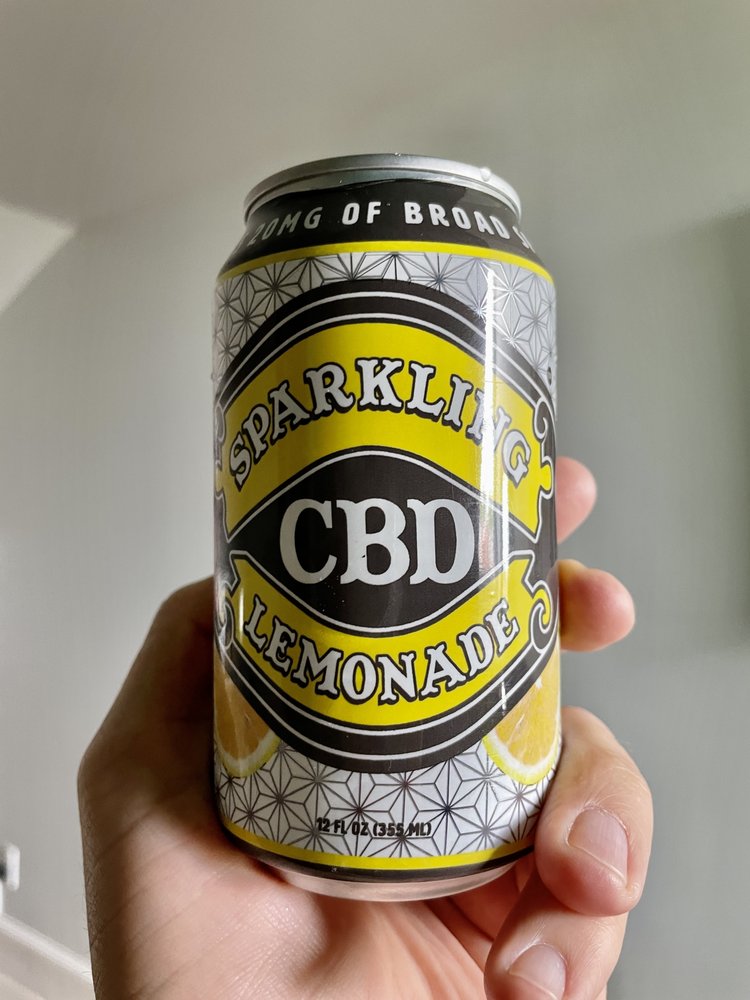 20MG OF BROAD
SPARKLING
CBD
LEMONADE
12 FL OZ (355 ML)